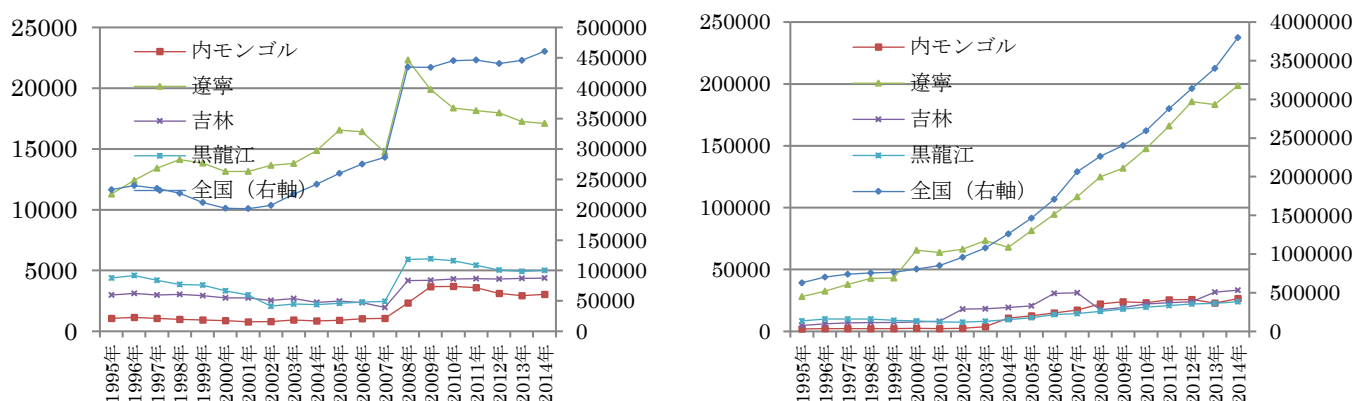 25000
20000
15000
10000
5000
0
500000
450000
400000
350000
300000
250000
200000
150000
100000
50000
0
内モンゴル
遼寧
吉林
黒龍江
全国（右軸）
1995年
1996年
1997年
1998年
1999年
2000年
2001年
2002年
2003年
2004年
2005年
2006年
2007年
2008年
2009年
2010年
2011年
2012年
2013年
2014年
250000
200000
150000
100000
50000
0
4000000
3500000
3000000
2500000
2000000
1500000
1000000
500000
0
内モンゴル
遼寧
吉林
黒龍江
全国（右軸）
1995年
1996年
1997年
1998年
1999年
2000年
2001年
2002年
2003年
2004年
2005年
2006年
2007年
2008年
2009年
2010年
2011年
2012年
2013年
2014年